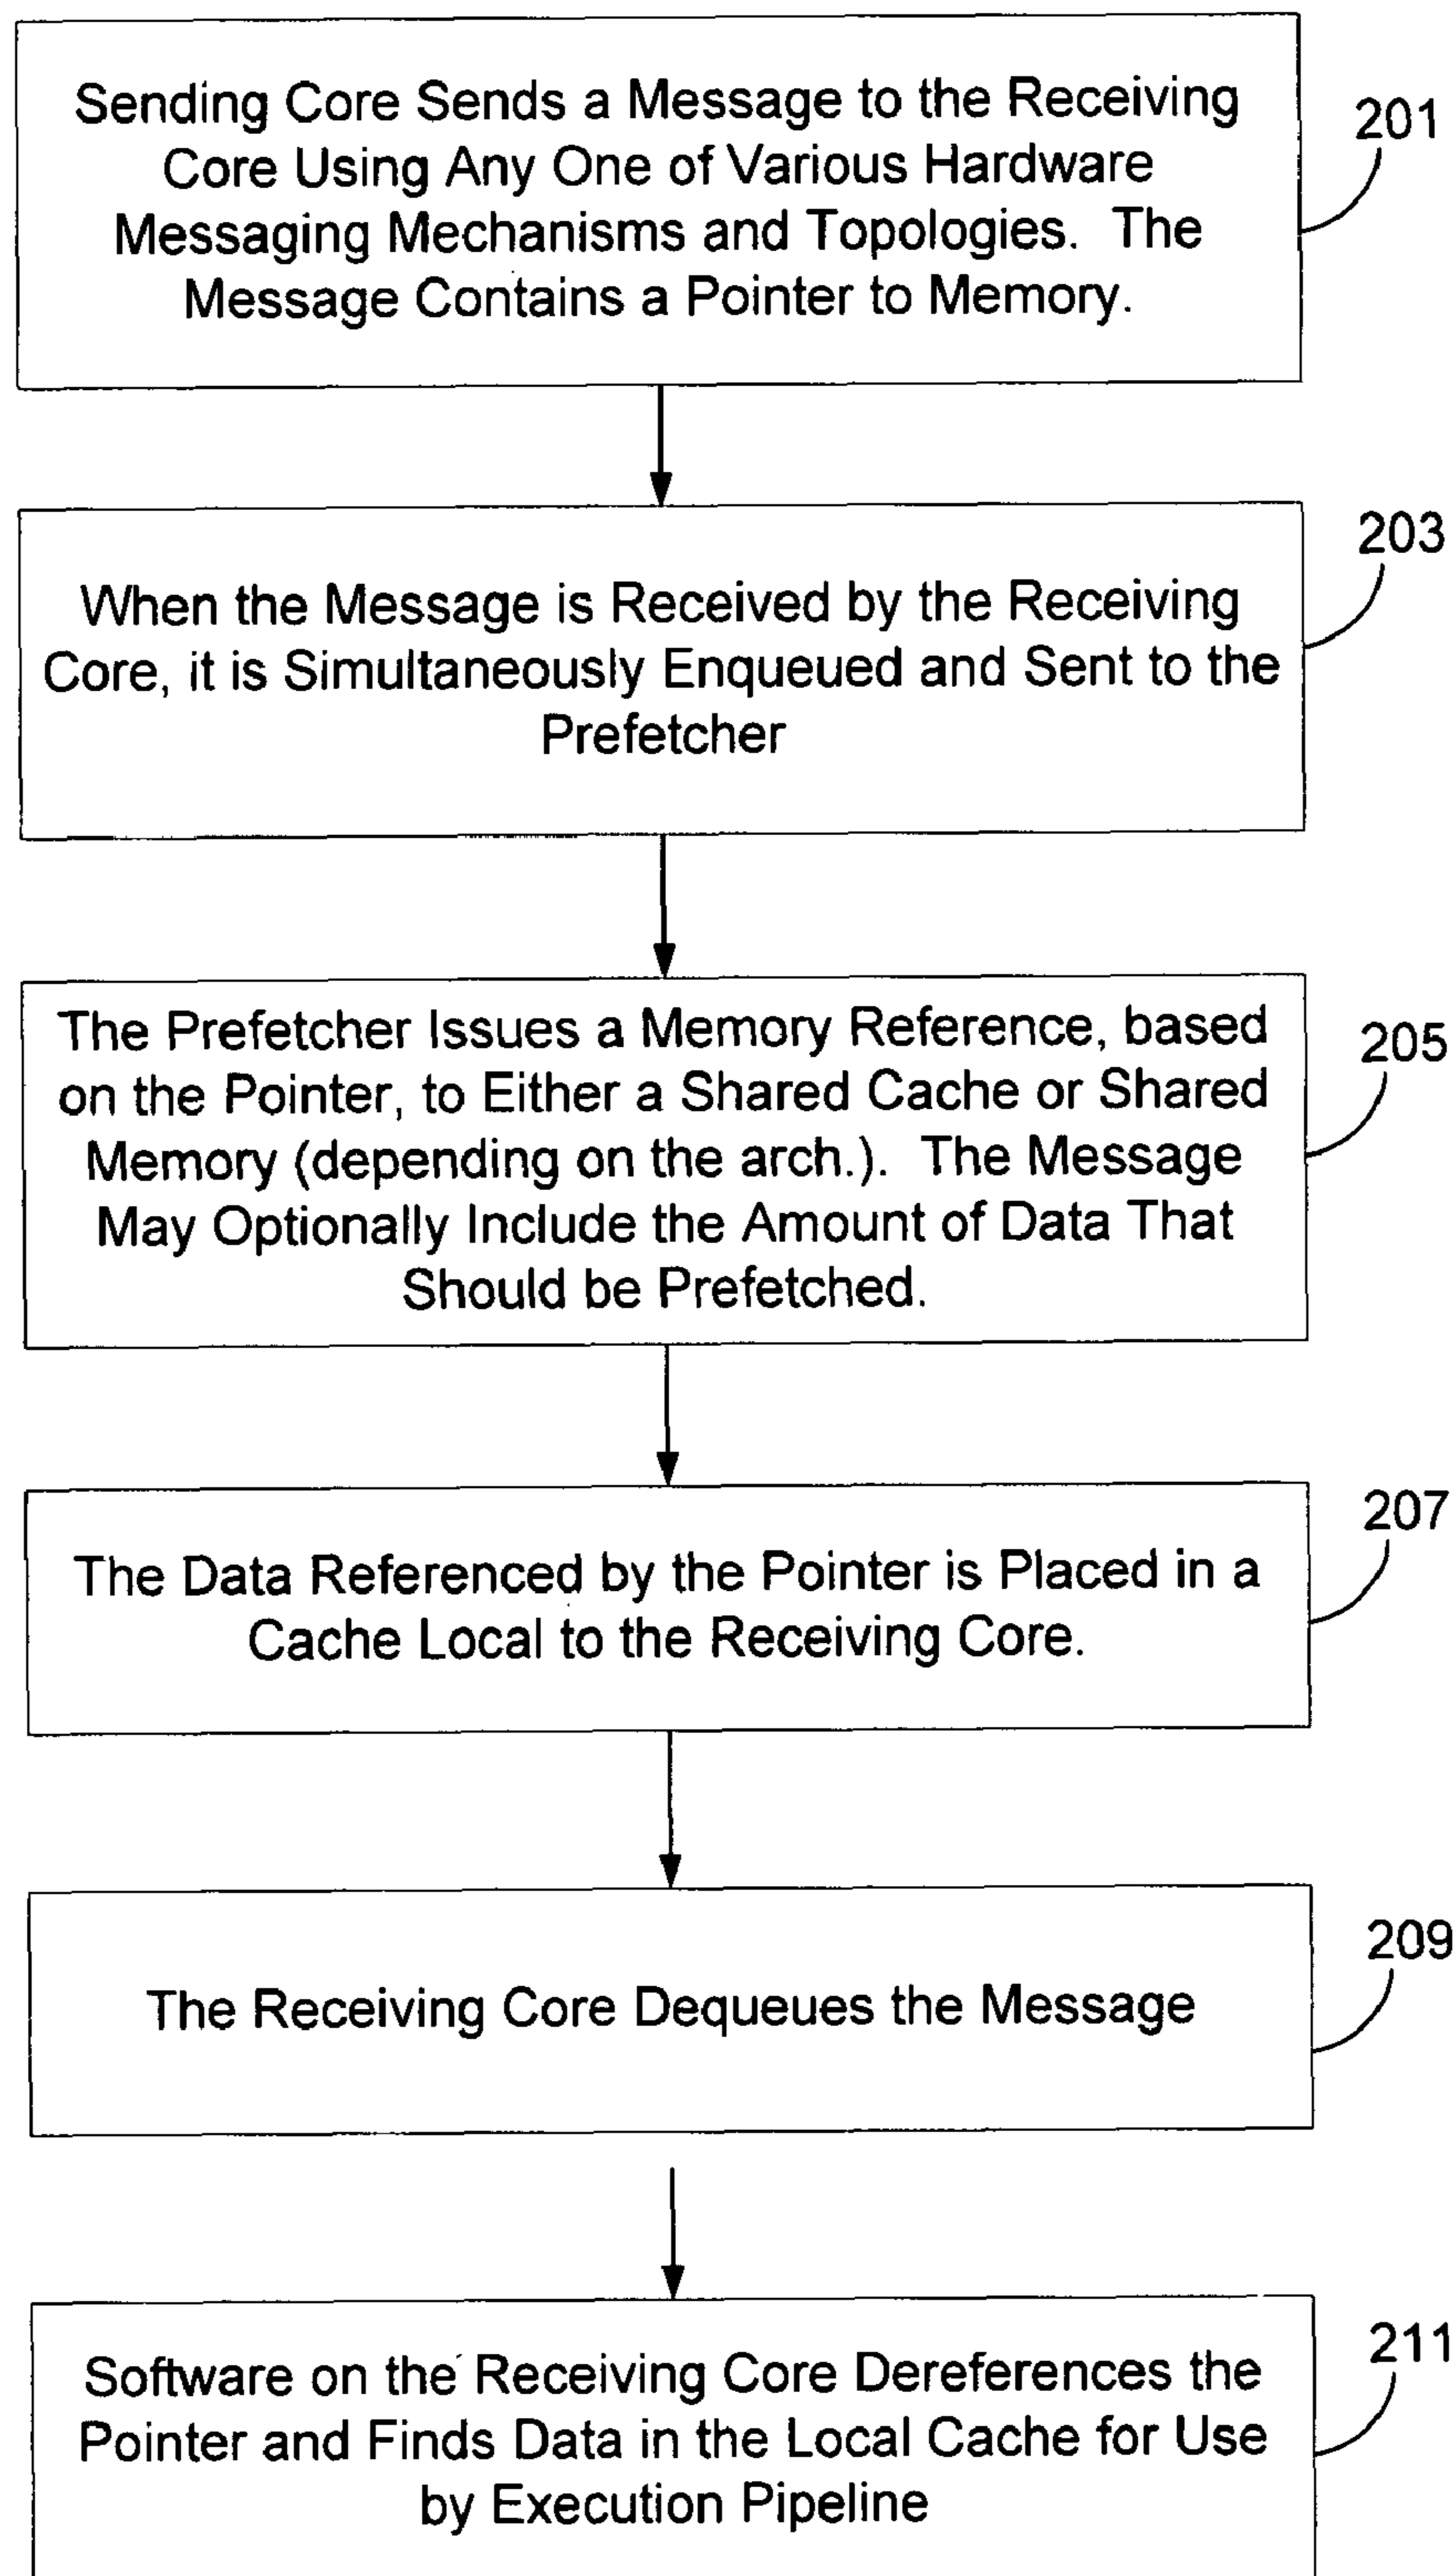 Sending Core Sends a Message to the Receiving
Core Using Any One of Various Hardware
Messaging Mechanisms and Topologies. The
Message Contains a Pointer to Memory.
201
When the Message is Received by the Receiving
Core, it is Simultaneously Enqueued and Sent to the
Prefetcher
203
The Prefetcher Issues a Memory Reference, based
on the Pointer, to Either a Shared Cache or Shared
Memory (depending on the arch.). The Message
May Optionally Include the Amount of Data That
Should be Prefetched.
205
The Data Referenced by the Pointer is Placed in a
Cache Local to the Receiving Core.
207
The Receiving Core Dequeues the Message
209
Software on the Receiving Core Dereferences the
Pointer and Finds Data in the Local Cache for Use
by Execution Pipeline
211